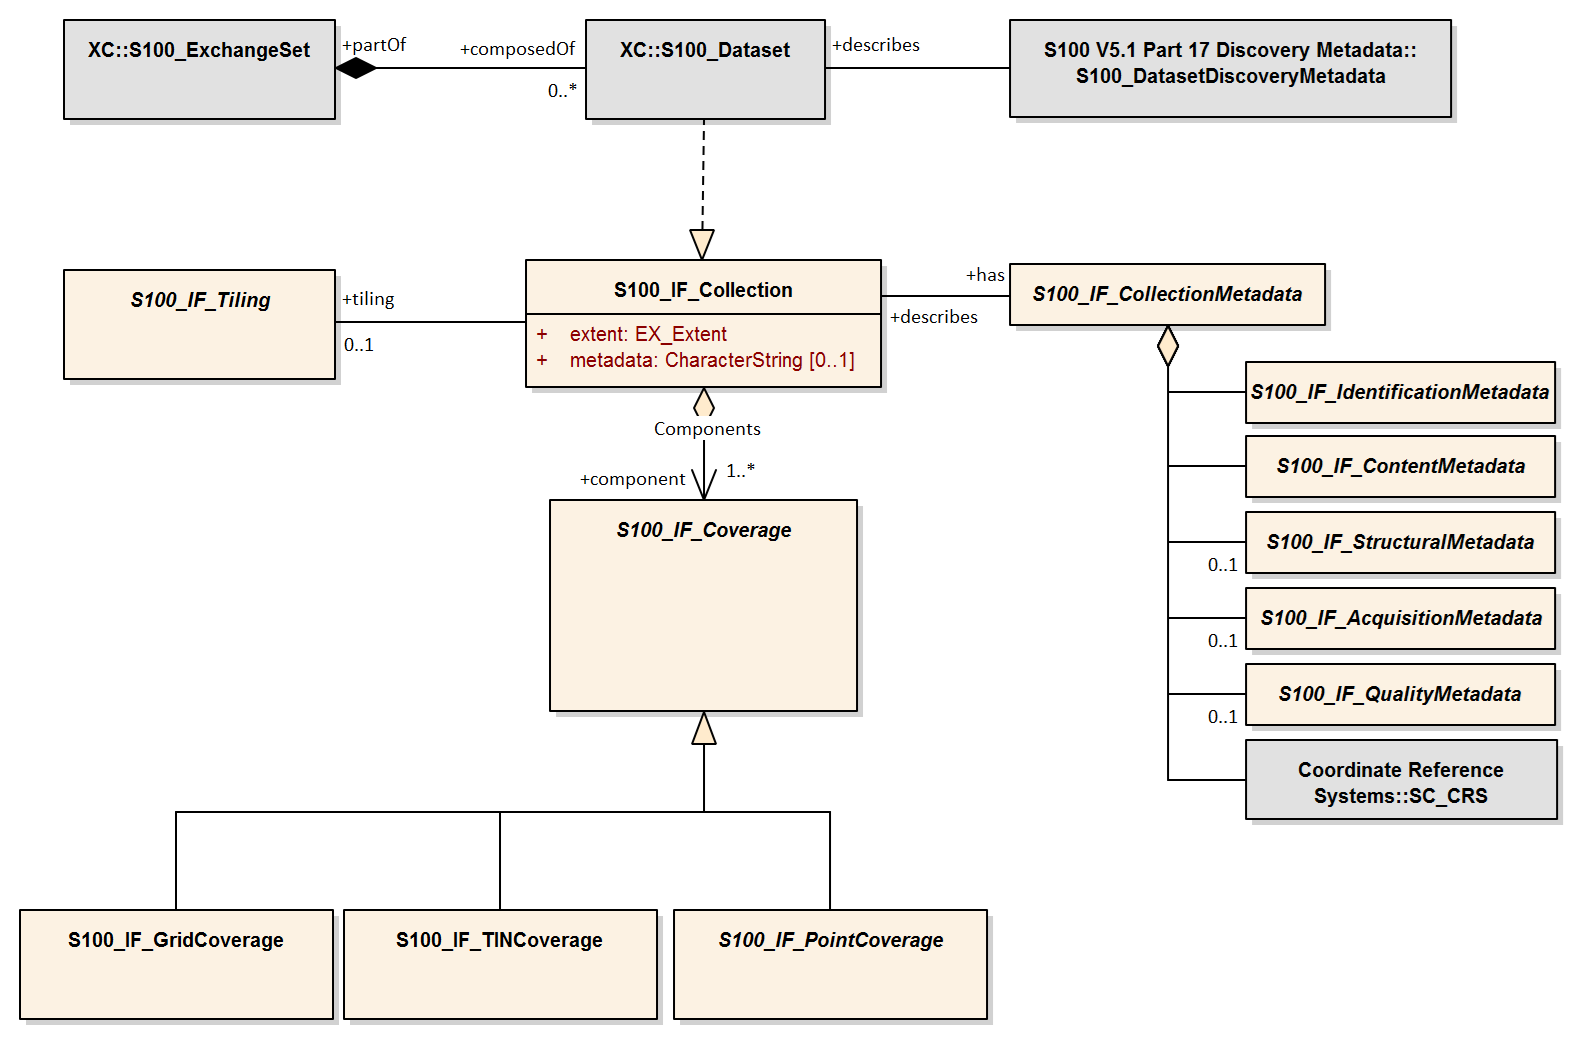 XC::S100_ExchangeSet
+partOf
+composedOf
0..*
XC::S100_Dataset
+describes
S100 V5.1 Part 17 Discovery Metadata::
S100_DatasetDiscoveryMetadata
S100_IF_Tiling
+tiling
0..1
S100_IF_Collection
+ extent: EX_Extent
+ metadata: CharacterString [0..1]
+has
+describes
S100_IF_CollectionMetadata
S100_IF_IdentificationMetadata
S100_IF_ContentMetadata
S100_IF_StructuralMetadata
0..1
S100_IF_AcquisitionMetadata
0..1
S100_IF_QualityMetadata
0..1
Coordinate Reference
Systems::SC_CRS
Components
+component
1..*
S100_IF_Coverage
S100_IF_GridCoverage
S100_IF_TINCoverage
S100_IF_PointCoverage